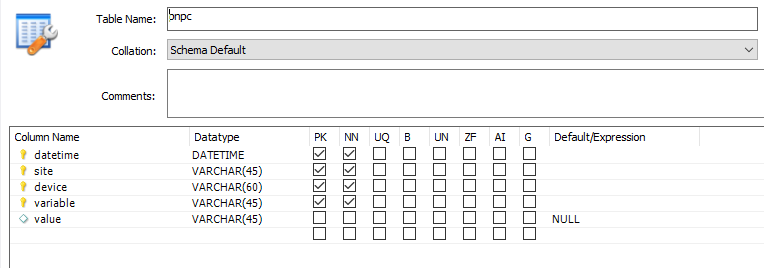 Table Name: bnpc
Collation: Schema Default
Comments:
Column Name Datatype PK NN UQ B UN ZF AI G Default/Expression
datetime DATETIME
site VARCHAR(45)
device VARCHAR(60)
variable VARCHAR(45)
value VARCHAR(45) NULL